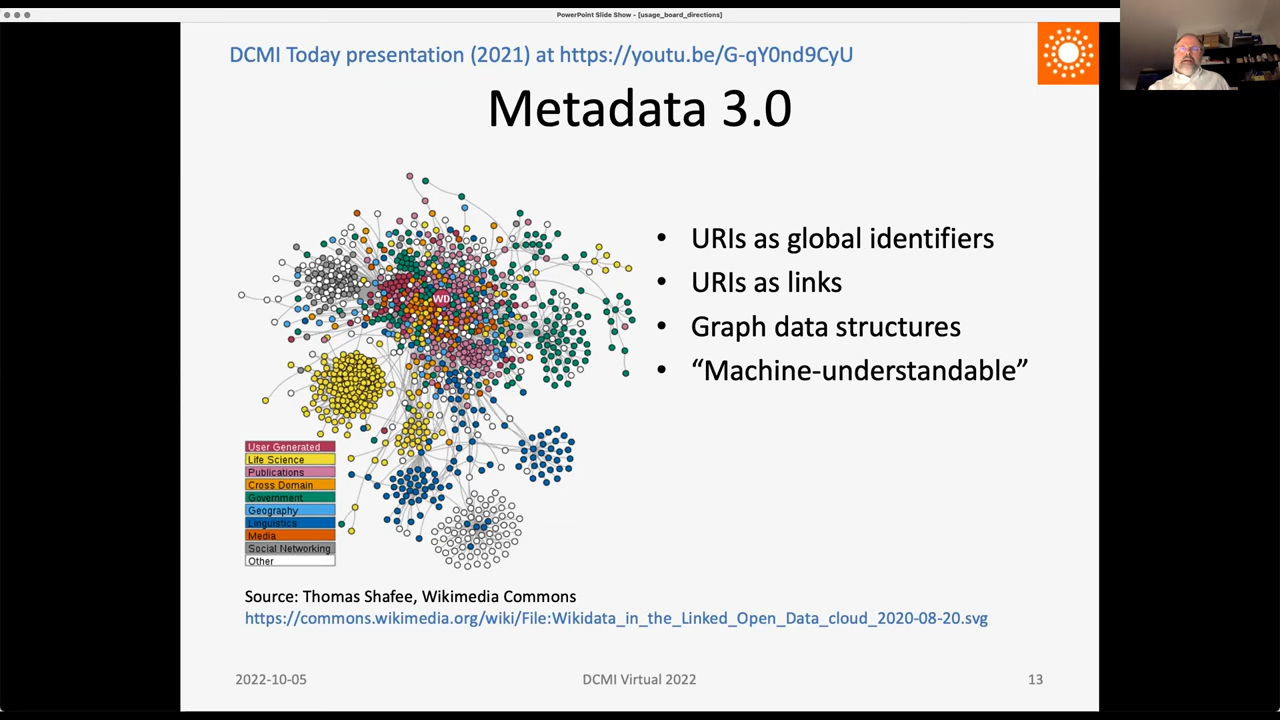 PowerPoint Slide Show - [usage_board_directions]
DCMI Today presentation (2021) at https://youtu.be/G-qY0nd9CyU
Metadata 3.0
WD
• URIs as global identifiers
• URIs as links
• Graph data structures
• “Machine-understandable”
User Generated
Life Science
Publications
Cross Domain
Government
Geography
Linguistics
Media
Social Networking
Other
Source: Thomas Shafee, Wikimedia Commons
https://commons.wikimedia.org/wiki/File:Wikidata_in_the_Linked_Open_Data_cloud_2020-08-20.svg
2022-10-05
DCMI Virtual 2022
13